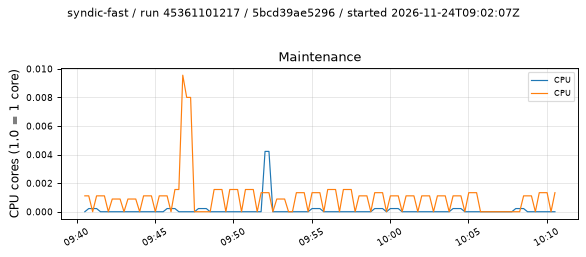 syndic-fast / run 45361101217 / 5bcd39ae5296 / started 2026-11-24T09:02:07Z
Maintenance
CPU cores (1.0 = 1 core)
0.010
0.008
0.006
0.004
0.002
0.000
CPU
CPU
09:40
09:45
09:50
09:55
10:00
10:05
10:10